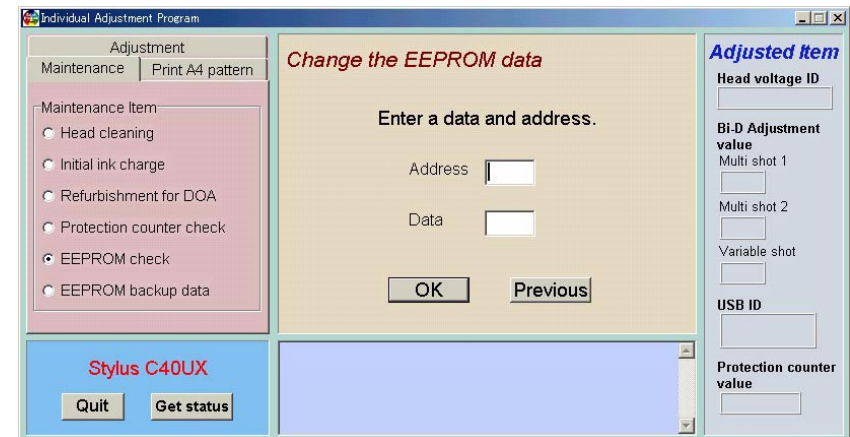 Individual Adjustment Program
Adjustment
Maintenance
Print A4 pattern
Maintenance Item
Head cleaning
Initial ink charge
Refurbishment for DOA
Protection counter check
EEPROM check
EEPROM backup data
Change the EEPROM data
Enter a data and address.
Address
Data
OK
Previous
Stylus C40UX
Quit
Get status
Adjusted Item
Head voltage ID
Bi-D Adjustment
value
Multi shot 1
Multi shot 2
Variable shot
USB ID
Protection counter
value